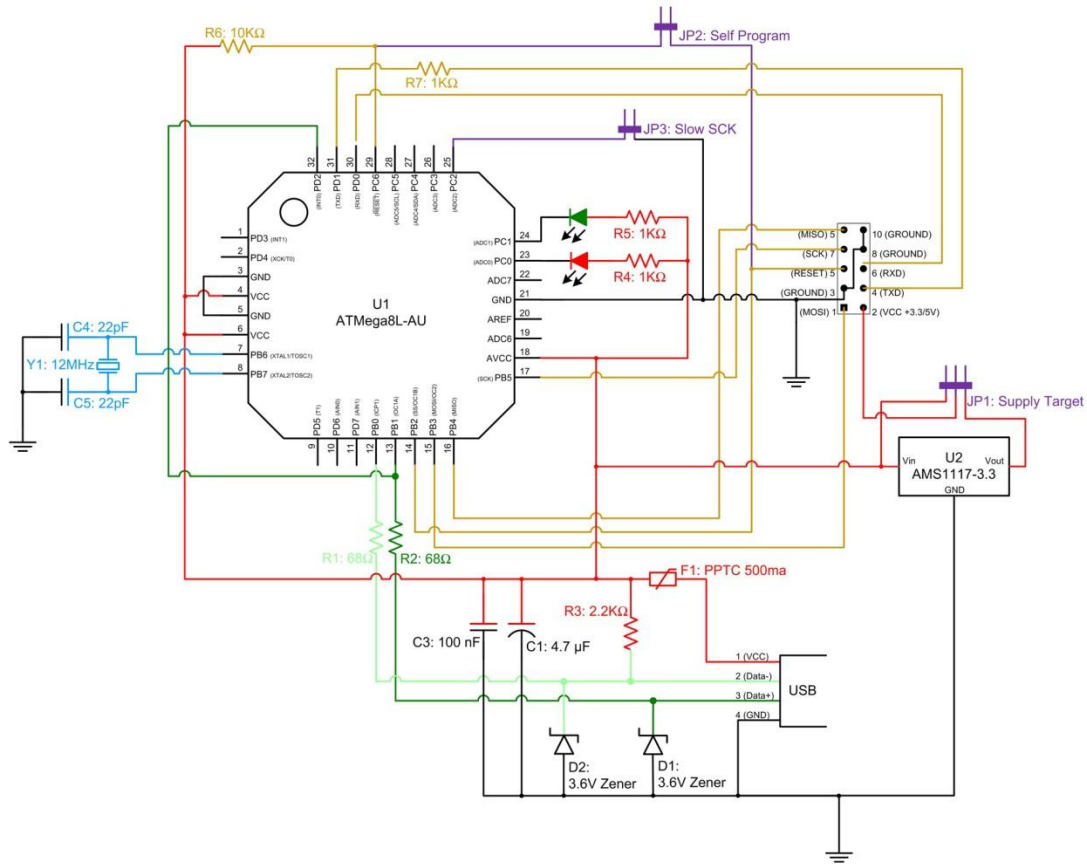 R6: 10KΩ
JP2: Self Program
R7: 1KΩ
JP3: Slow SCK
32 31 30 29 28 27 26 25
PD2 PD1 PD0 PC6 PC5 PC4 PC3 PC2
(INT0) (TXD) (RXD) (RESET) (ADC5/SCL) (ADC4/SDA) (ADC3) (ADC2)
1 PD3 (INT1)
2 PD4 (XCK/T0)
3 GND
4 VCC
5 GND
6 VCC
7 PB6 (XTAL1/TOSC1)
8 PB7 (XTAL2/TOSC2)
U1
ATMega8L-AU
(ADC1) PC1 24
(ADC0) PC0 23
ADC7 22
GND 21
AREF 20
ADC6 19
AVCC 18
(SCK) PB5 17
PD5 (T1)
PD6 (AIN0)
PD7 (AIN1)
PB0 (ICP1)
PB1 (OC1A)
PB2 (SS/OC1B)
PB3 (MOSI/OC2)
PB4 (MISO)
9 10 11 12 13 14 15 16
R5: 1KΩ
R4: 1KΩ
(MISO) 5
10 (GROUND)
(SCK) 7
8 (GROUND)
(RESET) 5
6 (RXD)
(GROUND) 3
4 (TXD)
(MOSI) 1
2 (VCC +3.3/5V)
C4: 22pF
Y1: 12MHz
C5: 22pF
JP1: Supply Target
Vin
U2
Vout
AMS1117-3.3
GND
R1: 68Ω
R2: 68Ω
F1: PPTC 500ma
R3: 2.2KΩ
C3: 100 nF
C1: 4.7 µF
1 (VCC)
2 (Data-)
3 (Data+)
4 (GND)
USB
D2:
3.6V Zener
D1:
3.6V Zener